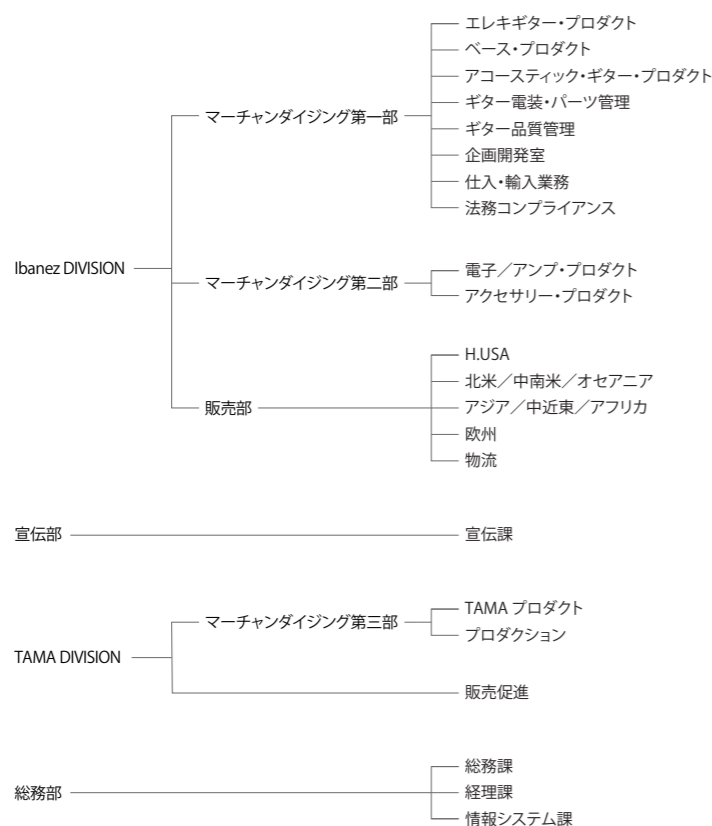 Ibanez DIVISION
マーチャンダイジング第一部
エレキギター・プロダクト
ベース・プロダクト
アコースティック・ギター・プロダクト
ギター電装・パーツ管理
ギター品質管理
企画開発室
仕入・輸入業務
法務コンプライアンス
マーチャンダイジング第二部
電子／アンプ・プロダクト
アクセサリー・プロダクト
販売部
H.USA
北米／中南米／オセアニア
アジア／中近東／アフリカ
欧州
物流
宣伝部
宣伝課
TAMA DIVISION
マーチャンダイジング第三部
TAMA プロダクト
プロダクション
販売促進
総務部
総務課
経理課
情報システム課